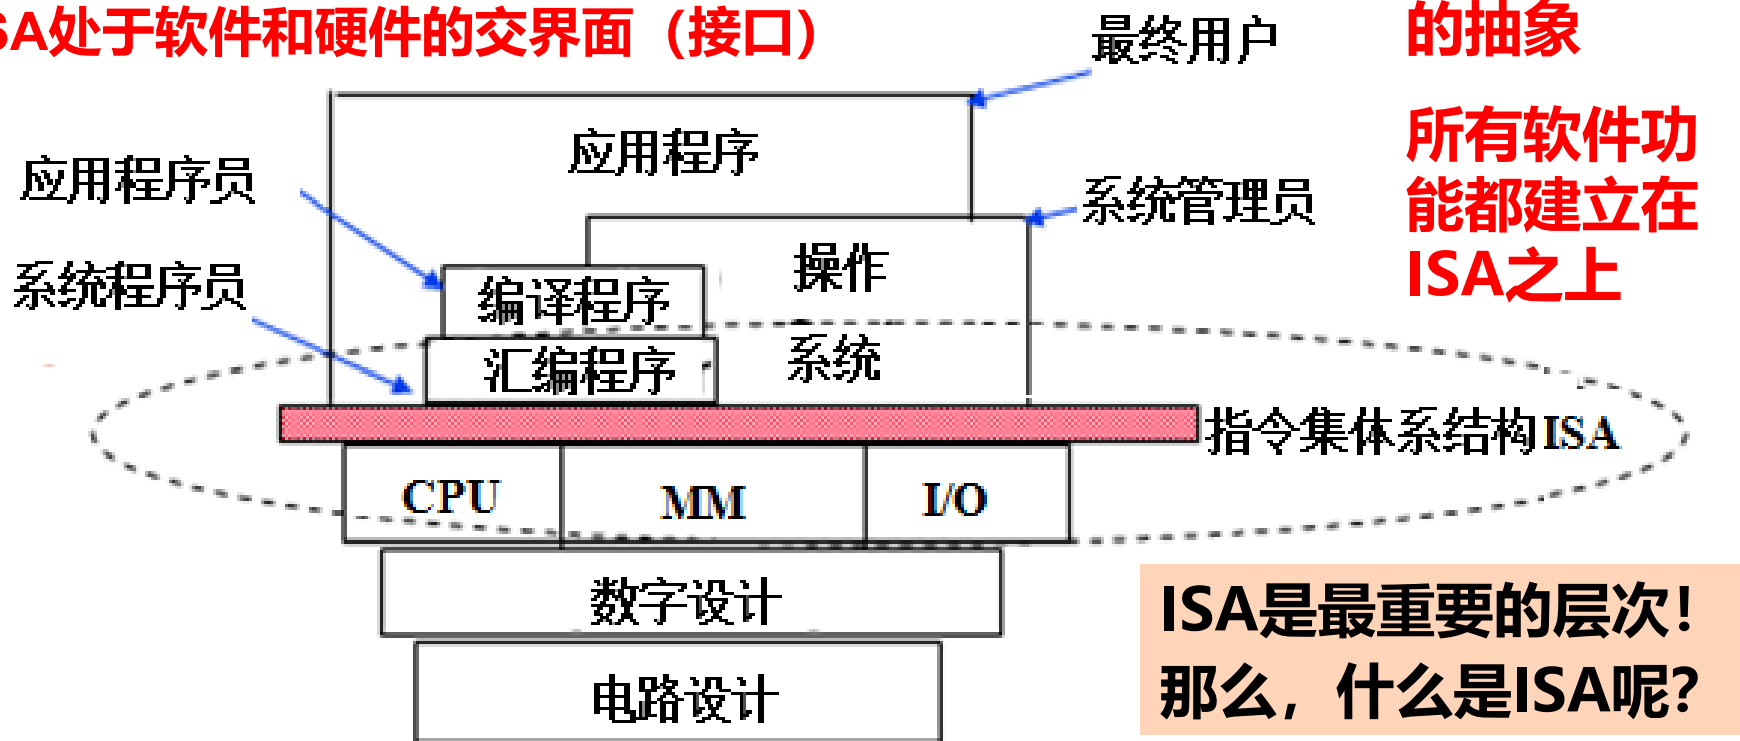 SA处于软件和硬件的交界面（接口）
最终用户
的抽象
应用程序
所有软件功
能都建立在
ISA之上
应用程序员
系统管理员
系统程序员
操作
系统
编译程序
汇编程序
指令集体系结构ISA
CPU
MM
I/O
数字设计
电路设计
ISA是最重要的层次！
那么，什么是ISA呢？